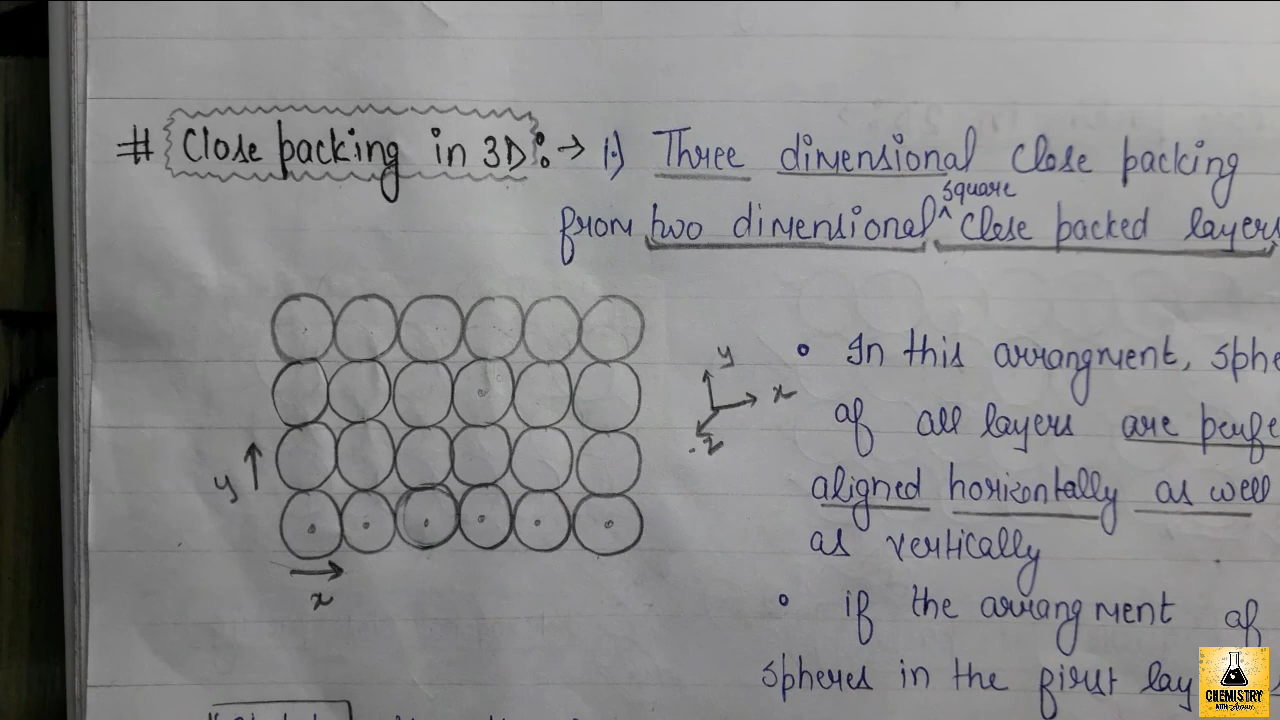 # Close packing in 3D :→ 1.) Three dimensional close packing
square
from two dimensional ^ close packed layers
y
x
z
y
x
• In this arrangment, sphe
of all layers are perfe
aligned horizontally as well
as vertically
• if the arrangment of
spheres in the first lay
CHEMISTRY
WITH